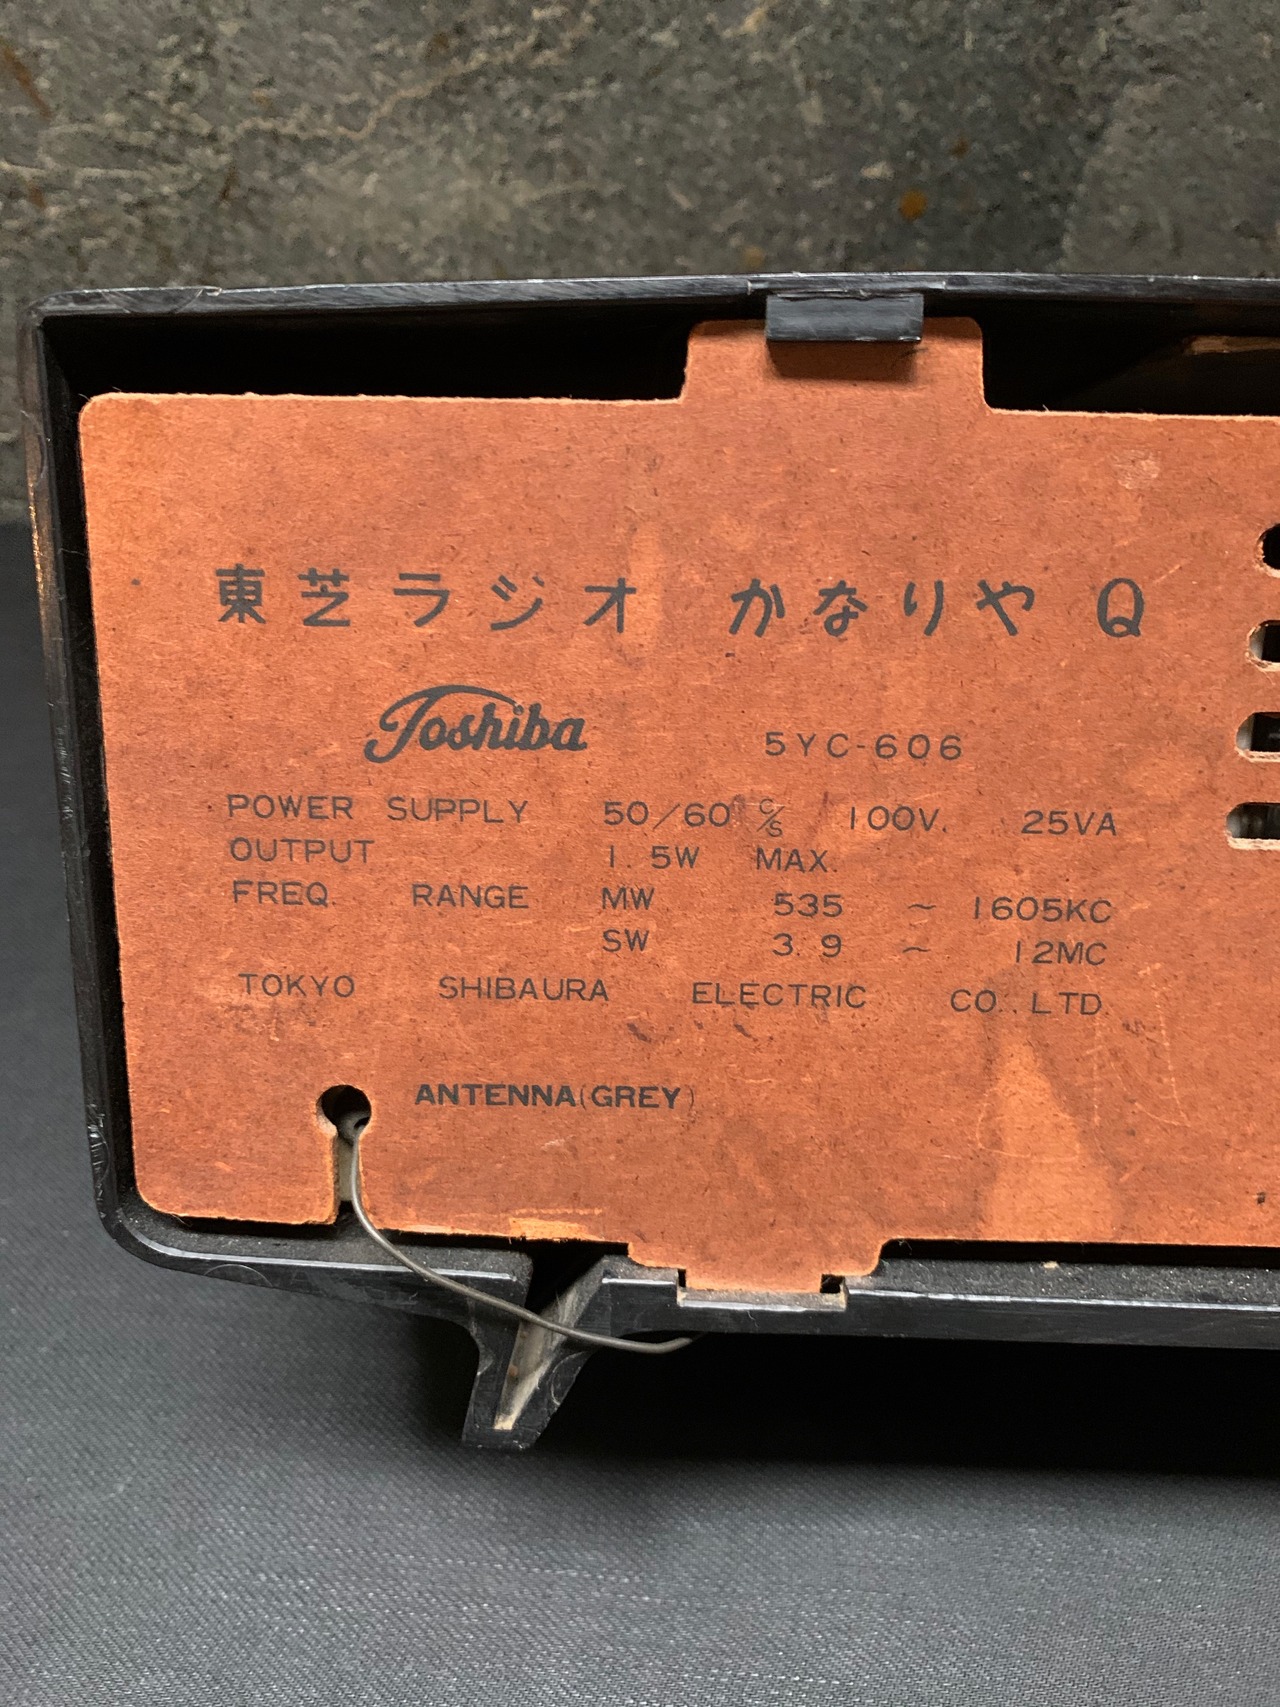 東芝ラジオ かなりや Q
Toshiba 5YC-606
POWER SUPPLY 50/60 C/S 100V. 25VA
OUTPUT 1.5W MAX.
FREQ. RANGE MW 535 ~ 1605KC
SW 3.9 ~ 12MC
TOKYO SHIBAURA ELECTRIC CO., LTD.
ANTENNA(GREY)